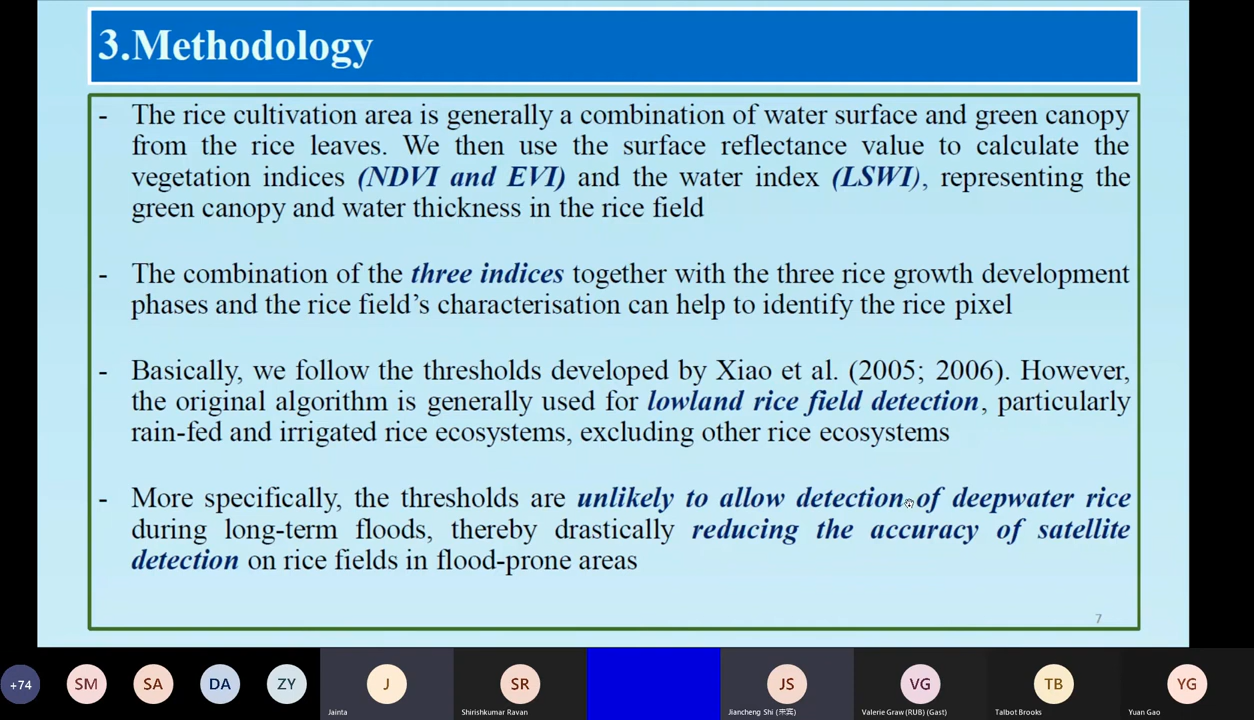 3.Methodology
- The rice cultivation area is generally a combination of water surface and green canopy
from the rice leaves. We then use the surface reflectance value to calculate the
vegetation indices (NDVI and EVI) and the water index (LSWI), representing the
green canopy and water thickness in the rice field
- The combination of the three indices together with the three rice growth development
phases and the rice field's characterisation can help to identify the rice pixel
- Basically, we follow the thresholds developed by Xiao et al. (2005; 2006). However,
the original algorithm is generally used for lowland rice field detection, particularly
rain-fed and irrigated rice ecosystems, excluding other rice ecosystems
- More specifically, the thresholds are unlikely to allow detection of deepwater rice
during long-term floods, thereby drastically reducing the accuracy of satellite
detection on rice fields in flood-prone areas
7
+74 SM SA DA ZY J SR JS VG TB YG
Jainta Shirishkumar Ravan Jiancheng Shi (宋宾) Valerie Graw (RUB) (Gast) Talbot Brooks Yuan Gao